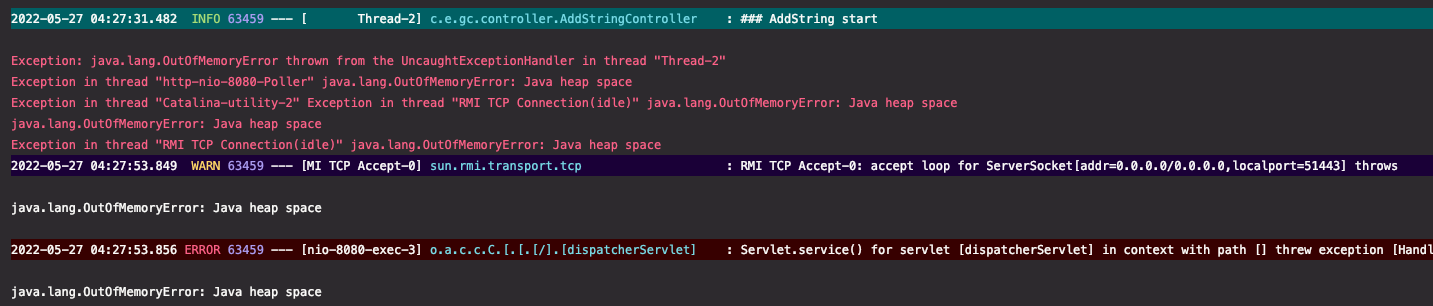 2022-05-27 04:27:31.482  INFO 63459 --- [       Thread-2] c.e.gc.controller.AddStringController    : ### AddString start
Exception: java.lang.OutOfMemoryError thrown from the UncaughtExceptionHandler in thread "Thread-2"
Exception in thread "http-nio-8080-Poller" java.lang.OutOfMemoryError: Java heap space
Exception in thread "Catalina-utility-2" Exception in thread "RMI TCP Connection(idle)" java.lang.OutOfMemoryError: Java heap space
java.lang.OutOfMemoryError: Java heap space
Exception in thread "RMI TCP Connection(idle)" java.lang.OutOfMemoryError: Java heap space
2022-05-27 04:27:53.849  WARN 63459 --- [MI TCP Accept-0] sun.rmi.transport.tcp                    : RMI TCP Accept-0: accept loop for ServerSocket[addr=0.0.0.0/0.0.0.0,localport=51443] throws
java.lang.OutOfMemoryError: Java heap space
2022-05-27 04:27:53.856 ERROR 63459 --- [nio-8080-exec-3] o.a.c.c.C.[.[.[/].[dispatcherServlet]    : Servlet.service() for servlet [dispatcherServlet] in context with path [] threw exception [Handl
java.lang.OutOfMemoryError: Java heap space